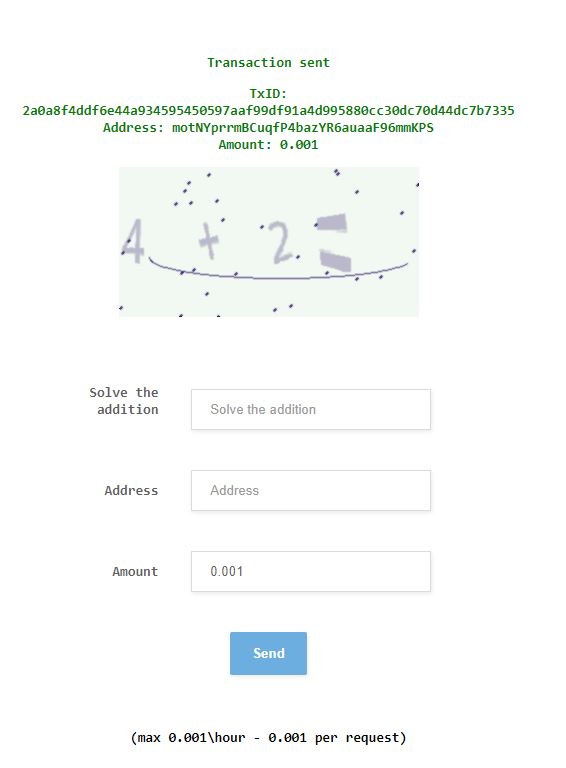 Transaction sent
TxID:
2a0a8f4ddf6e44a934595450597aaf99df91a4d995880cc30dc70d44dc7b7335
Address: motNYprrmBCuqfP4bazYR6auaaF96mmKPS
Amount: 0.001
4 + 2 =
Solve the
addition
Solve the addition
Address
Address
Amount
0.001
Send
(max 0.001\hour - 0.001 per request)